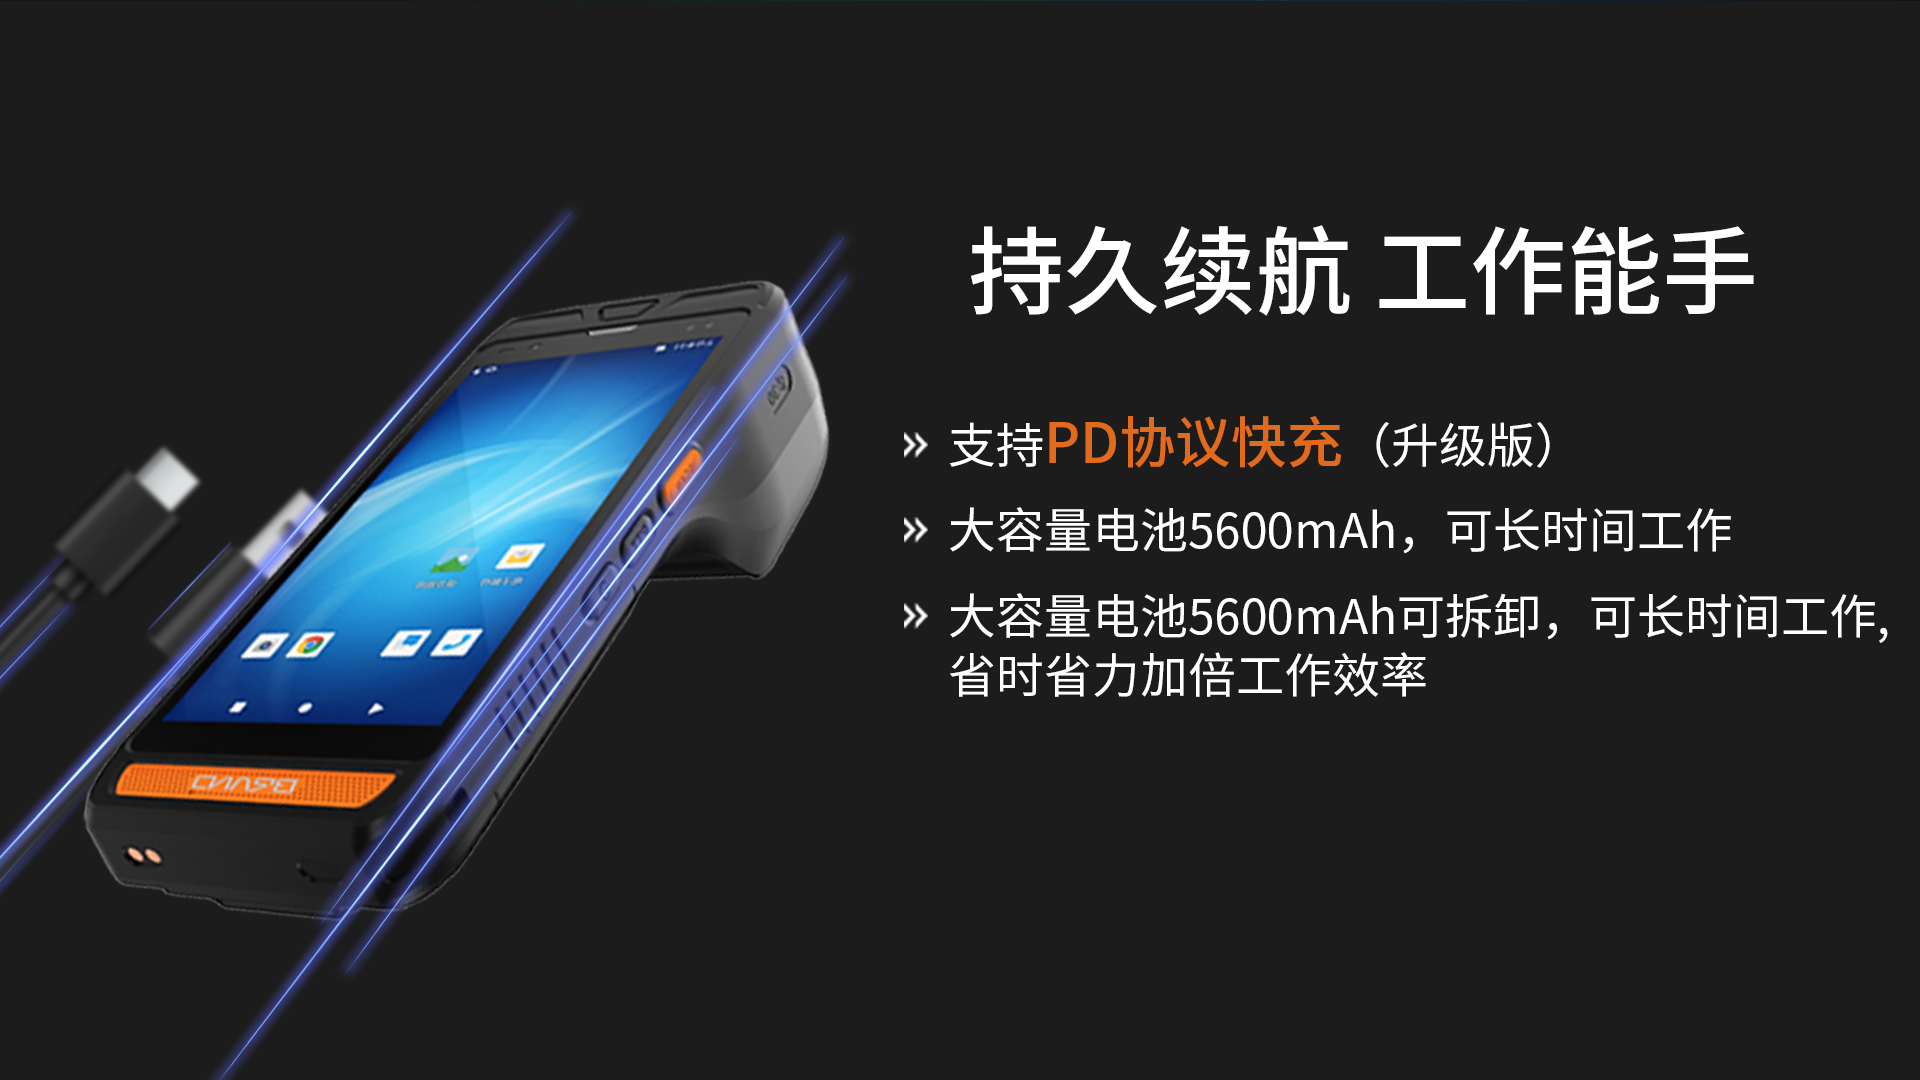 持久续航 工作能手
支持PD协议快充（升级版）
大容量电池5600mAh，可长时间工作
大容量电池5600mAh可拆卸，可长时间工作,
省时省力加倍工作效率